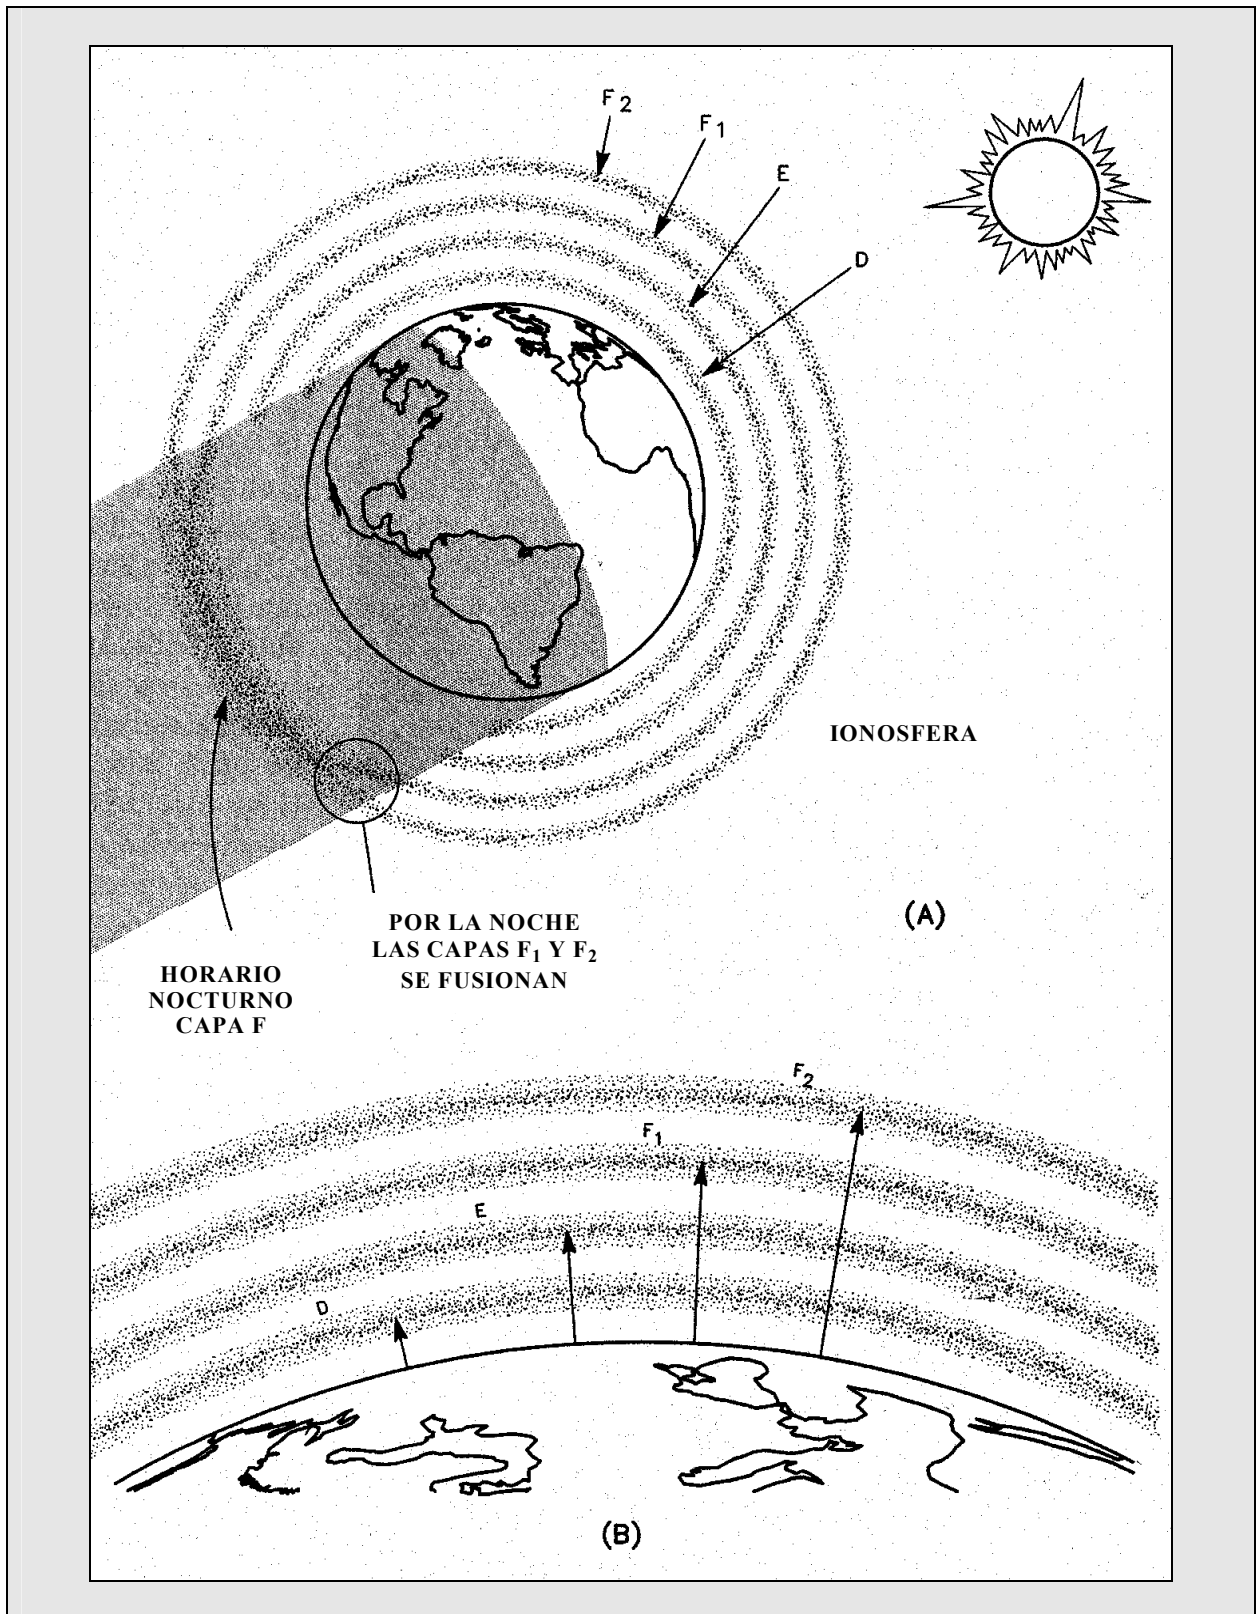 F2
F1
E
D
IONOSFERA
(A)
POR LA NOCHE
LAS CAPAS F1 Y F2
SE FUSIONAN
HORARIO
NOCTURNO
CAPA F
F2
F1
E
D
(B)